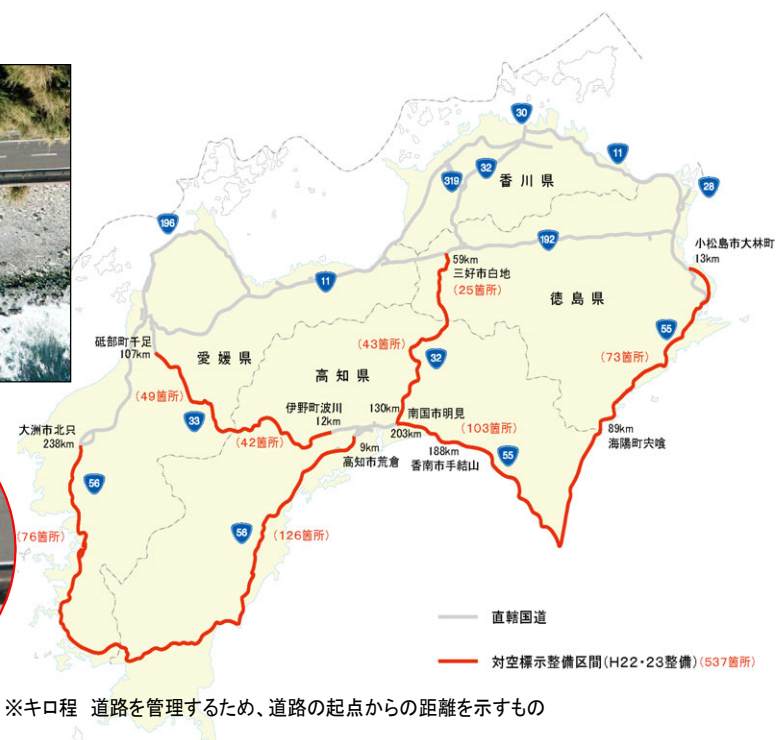 30
11
32
319
香川県
28
196
192
小松島市大林町
13km
59km
三好市白地
(25箇所)
11
徳島県
砥部町千足
107km
愛媛県
(43箇所)
55
32
(73箇所)
高知県
(49箇所)
伊野町波川
12km
130km
南国市明見
33
203km
(103箇所)
89km
海陽町宍喰
大洲市北只
238km
(42箇所)
9km
高知市荒倉
188km
香南市手結山
55
56
(76箇所)
56
(126箇所)
直轄国道
対空標示整備区間(H22・23整備)(537箇所)
※キロ程 道路を管理するため、道路の起点からの距離を示すもの